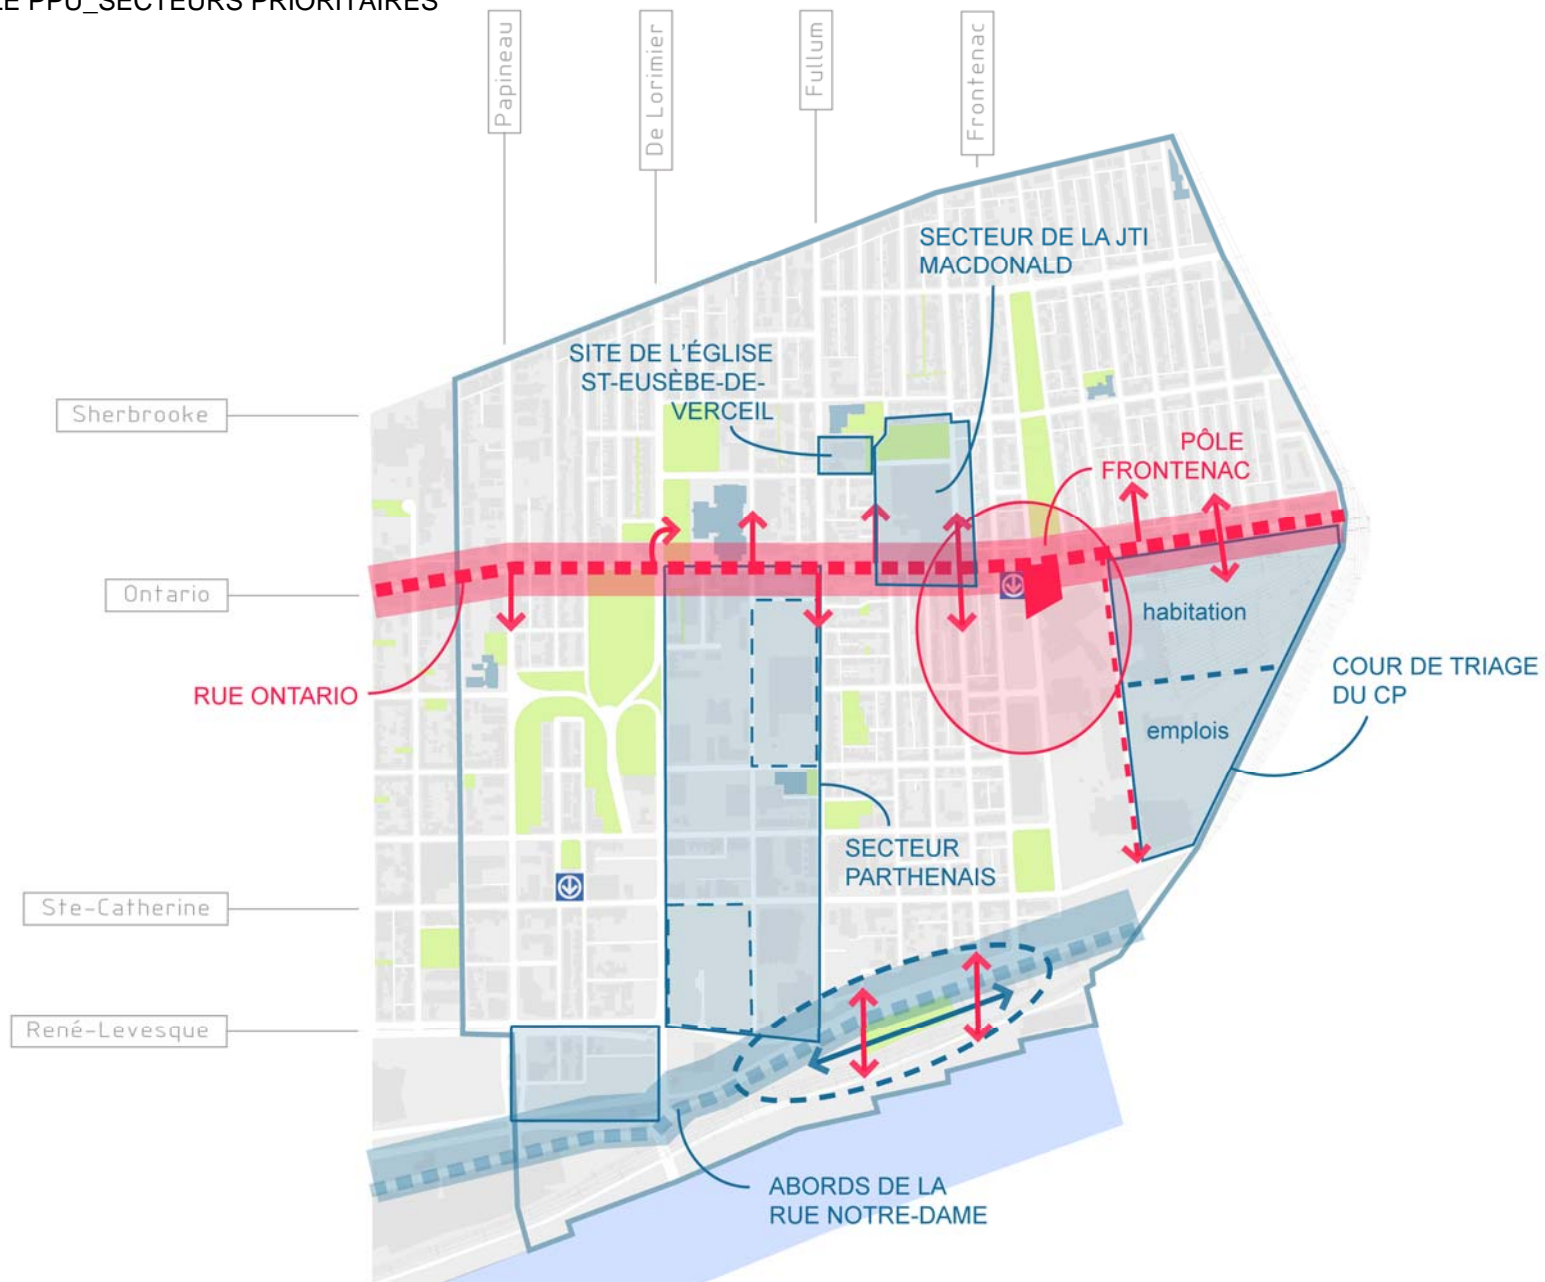 LE PPU_SECTEURS PRIORITAIRES
Papineau
De Lorimier
Fullum
Frontenac
SECTEUR DE LA JTI
MACDONALD
SITE DE L'ÉGLISE
ST-EUSÈBE-DE-
VERCEIL
Sherbrooke
PÔLE
FRONTENAC
Ontario
habitation
RUE ONTARIO
COUR DE TRIAGE
DU CP
emplois
SECTEUR
PARTHENAIS
Ste-Catherine
René-Levesque
ABORDS DE LA
RUE NOTRE-DAME